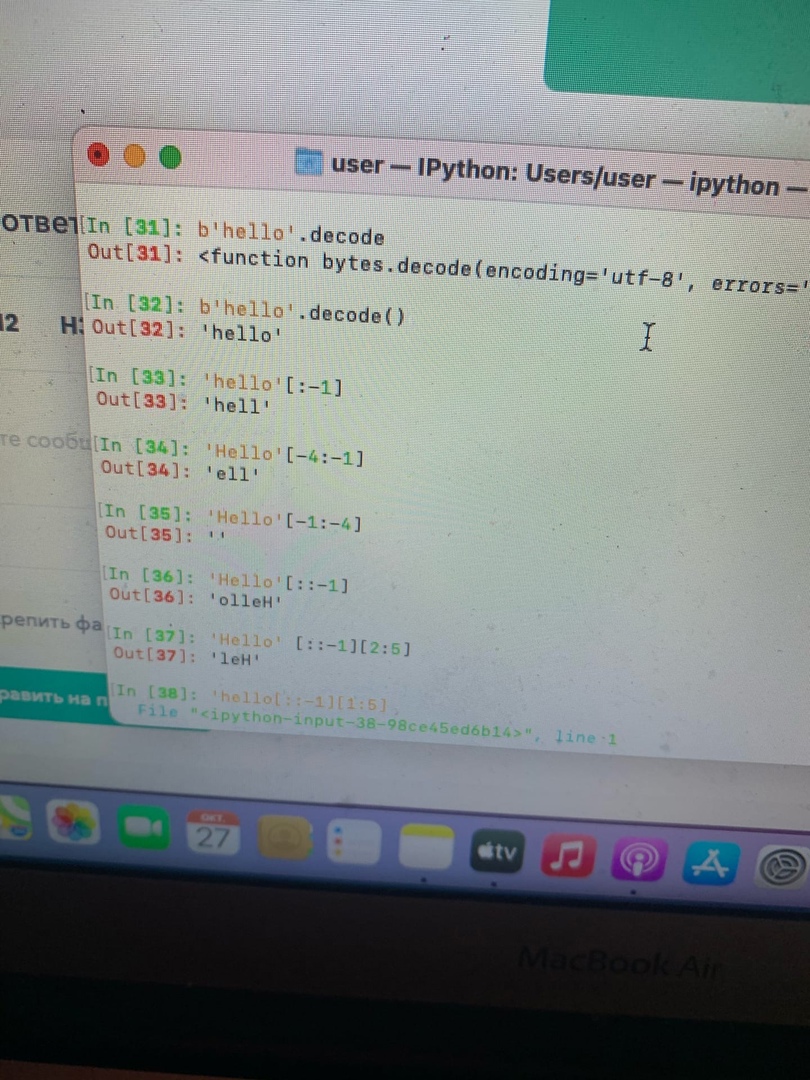 user — IPython: Users/user — ipython —
ответ
[In [31]: b'hello'.decode
Out[31]: <function bytes.decode(encoding='utf-8', errors='
[In [32]: b'hello'.decode()
Out[32]: 'hello'
[In [33]: 'hello'[:-1]
Out[33]: 'hell'
те сообщ
[In [34]: 'Hello'[-4:-1]
Out[34]: 'ell'
[In [35]: 'Hello'[-1:-4]
Out[35]: ''
[In [36]: 'Hello'[::-1]
Out[36]: 'olleH'
репить фа
[In [37]: 'Hello' [::-1][2:5]
Out[37]: 'leH'
равить на п
[In [38]: 'hello[::-1][1:5]
File "<ipython-input-38-98ce45ed6b14>", line 1
ОКТ.
27
tv
MacBook Air